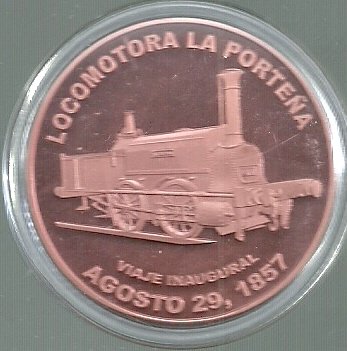 LOCOMOTORA LA PORTEÑA
VIAJE INAUGURAL
AGOSTO 29, 1857